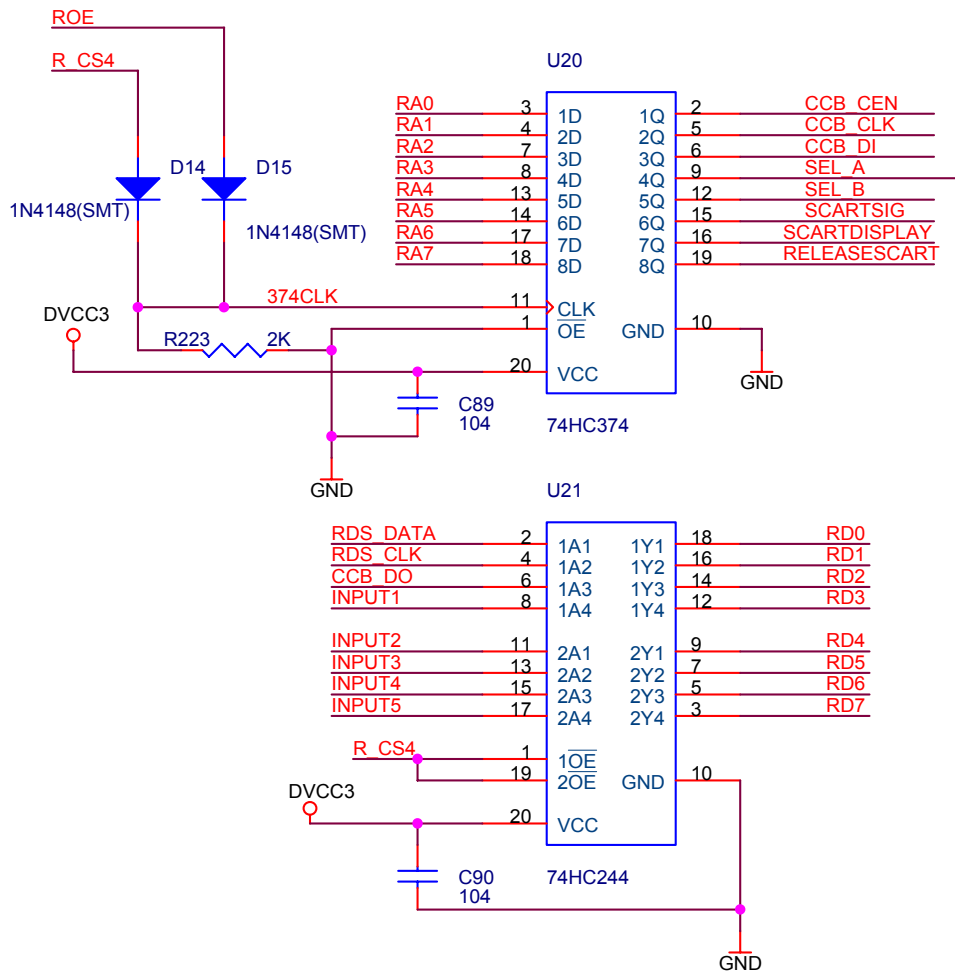 ROE
R_CS4
D14
D15
1N4148(SMT)
1N4148(SMT)
374CLK
DVCC3
R223 2K
C89
104
GND
U20
RA0 3 1D 1Q 2 CCB_CEN
RA1 4 2D 2Q 5 CCB_CLK
RA2 7 3D 3Q 6 CCB_DI
RA3 8 4D 4Q 9 SEL_A
RA4 13 5D 5Q 12 SEL_B
RA5 14 6D 6Q 15 SCARTSIG
RA6 17 7D 7Q 16 SCARTDISPLAY
RA7 18 8D 8Q 19 RELEASESCART
11 CLK
1 OE GND 10
20 VCC
GND
74HC374
U21
RDS_DATA 2 1A1 1Y1 18 RD0
RDS_CLK 4 1A2 1Y2 16 RD1
CCB_DO 6 1A3 1Y3 14 RD2
INPUT1 8 1A4 1Y4 12 RD3
INPUT2 11 2A1 2Y1 9 RD4
INPUT3 13 2A2 2Y2 7 RD5
INPUT4 15 2A3 2Y3 5 RD6
INPUT5 17 2A4 2Y4 3 RD7
R_CS4 1 1OE
19 2OE GND 10
DVCC3
20 VCC
C90
104
74HC244
GND